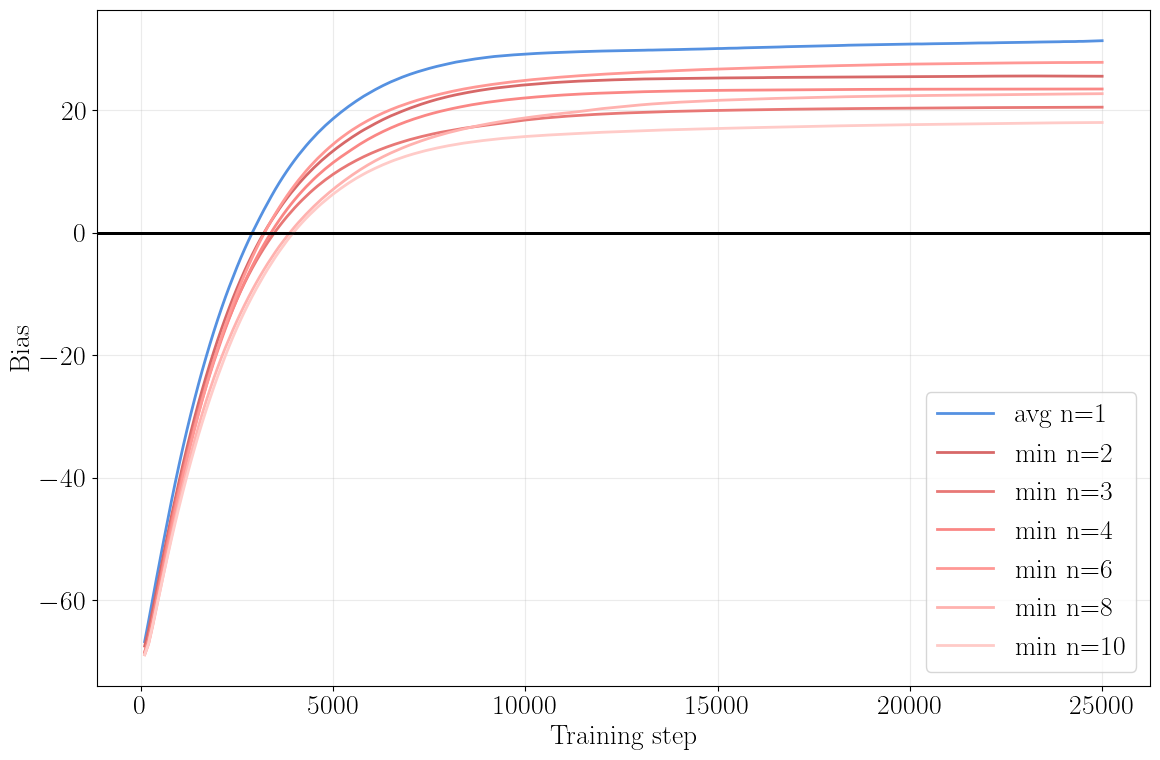 20
0
−20
−40
−60
Bias
0
5000
10000
15000
20000
25000
Training step
avg n=1
min n=2
min n=3
min n=4
min n=6
min n=8
min n=10